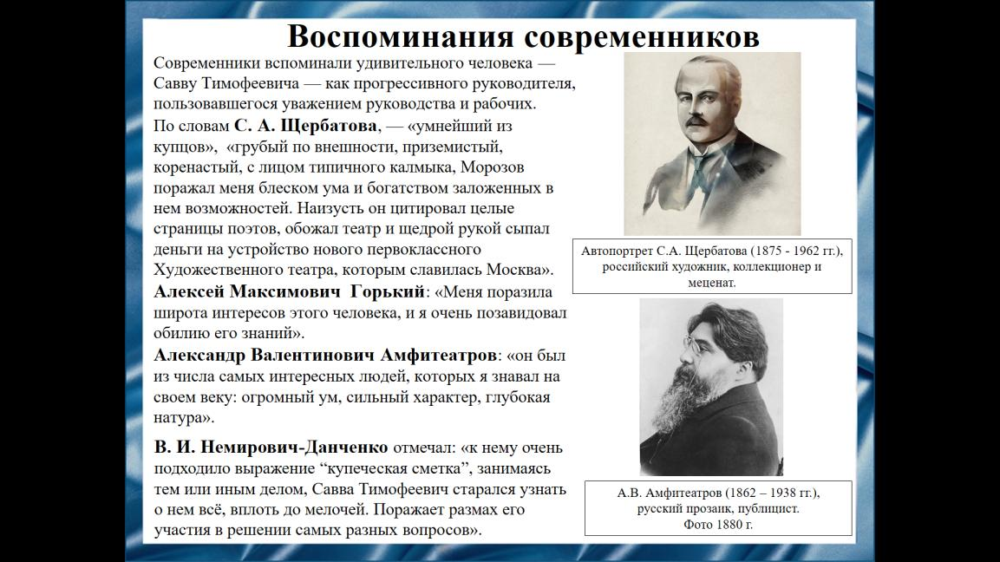 Воспоминания современников
Современники вспоминали удивительного человека —
Савву Тимофеевича — как прогрессивного руководителя,
пользовавшегося уважением руководства и рабочих.
По словам С. А. Щербатова, — «умнейший из
купцов»,  «грубый по внешности, приземистый,
коренастый, с лицом типичного калмыка, Морозов
поражал меня блеском ума и богатством заложенных в
нем возможностей. Наизусть он цитировал целые
страницы поэтов, обожал театр и щедрой рукой сыпал
деньги на устройство нового первоклассного
Художественного театра, которым славилась Москва».
Алексей Максимович  Горький: «Меня поразила
широта интересов этого человека, и я очень позавидовал
обилию его знаний».
Александр Валентинович Амфитеатров: «он был
из числа самых интересных людей, которых я знавал на
своем веку: огромный ум, сильный характер, глубокая
натура».
В. И. Немирович-Данченко отмечал: «к нему очень
подходило выражение “купеческая сметка”, занимаясь
тем или иным делом, Савва Тимофеевич старался узнать
о нем всё, вплоть до мелочей. Поражает размах его
участия в решении самых разных вопросов».
Автопортрет С.А. Щербатова (1875 - 1962 гг.),
российский художник, коллекционер и
меценат.
А.В. Амфитеатров (1862 – 1938 гг.),
русский прозаик, публицист.
Фото 1880 г.